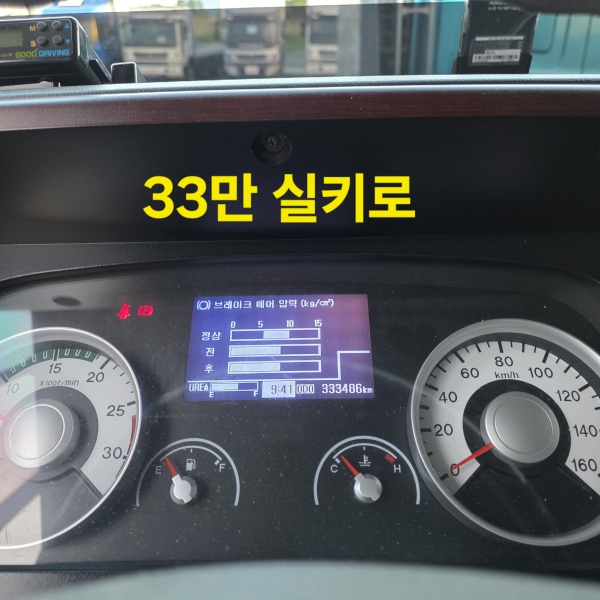 M
S
GOOD DRIVING
33만 실키로
브레이크 에어 압력 (kg/㎠)
0 5 10 15
정상
전
후
UREA E F 9:41 000 333486km
10 15 20 25 30
X100r/min
E F
C H
0 20 40 60 80 100 120 140 160
km/h